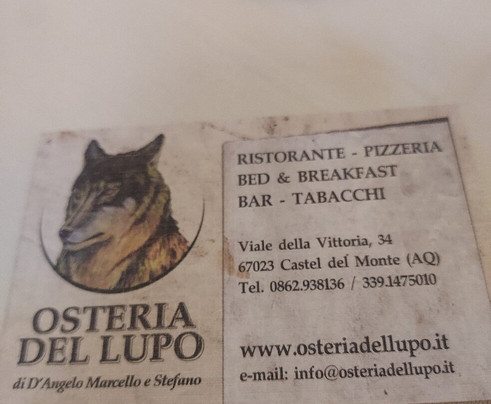 OSTERIA
DEL LUPO
di D'Angelo Marcello e Stefano
RISTORANTE - PIZZERIA
BED & BREAKFAST
BAR - TABACCHI
Viale della Vittoria, 34
67023 Castel del Monte (AQ)
Tel. 0862.938136 / 339.1475010
www.osteriadellupo.it
e-mail: info@osteriadellupo.it